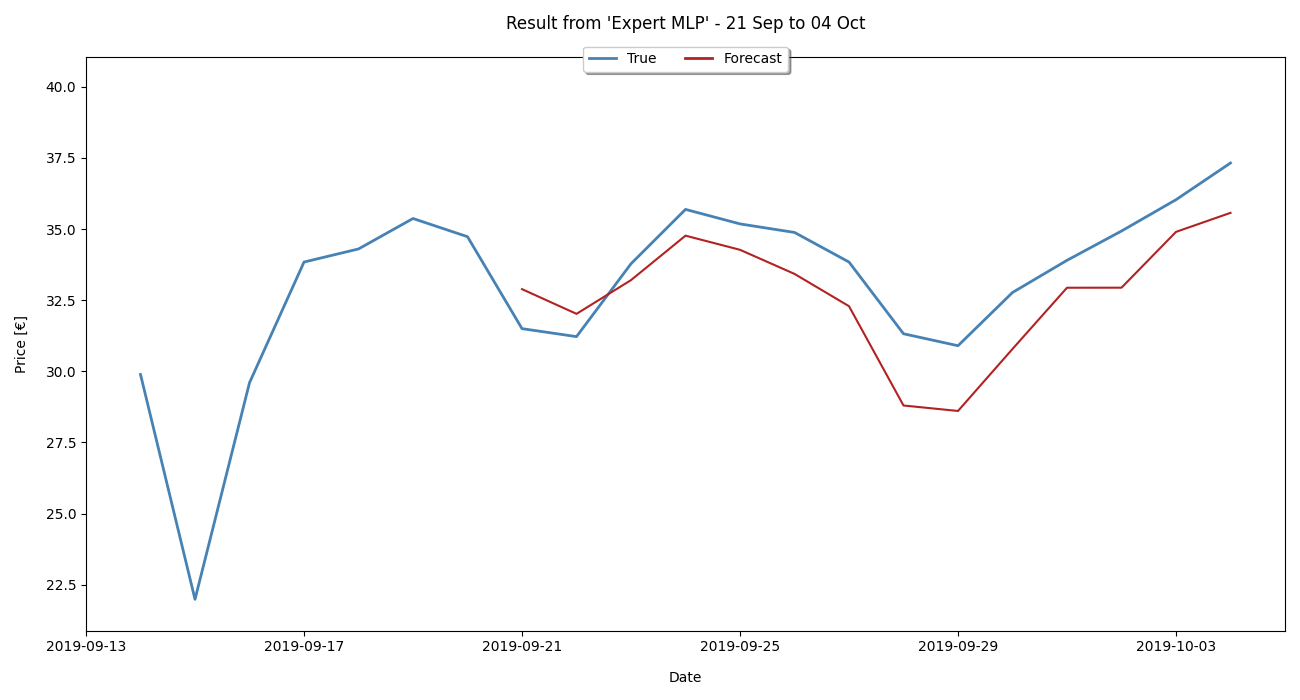 Result from 'Expert MLP' - 21 Sep to 04 Oct
True Forecast
40.0
37.5
35.0
32.5
30.0
27.5
25.0
22.5
Price [€]
2019-09-13 2019-09-17 2019-09-21 2019-09-25 2019-09-29 2019-10-03
Date